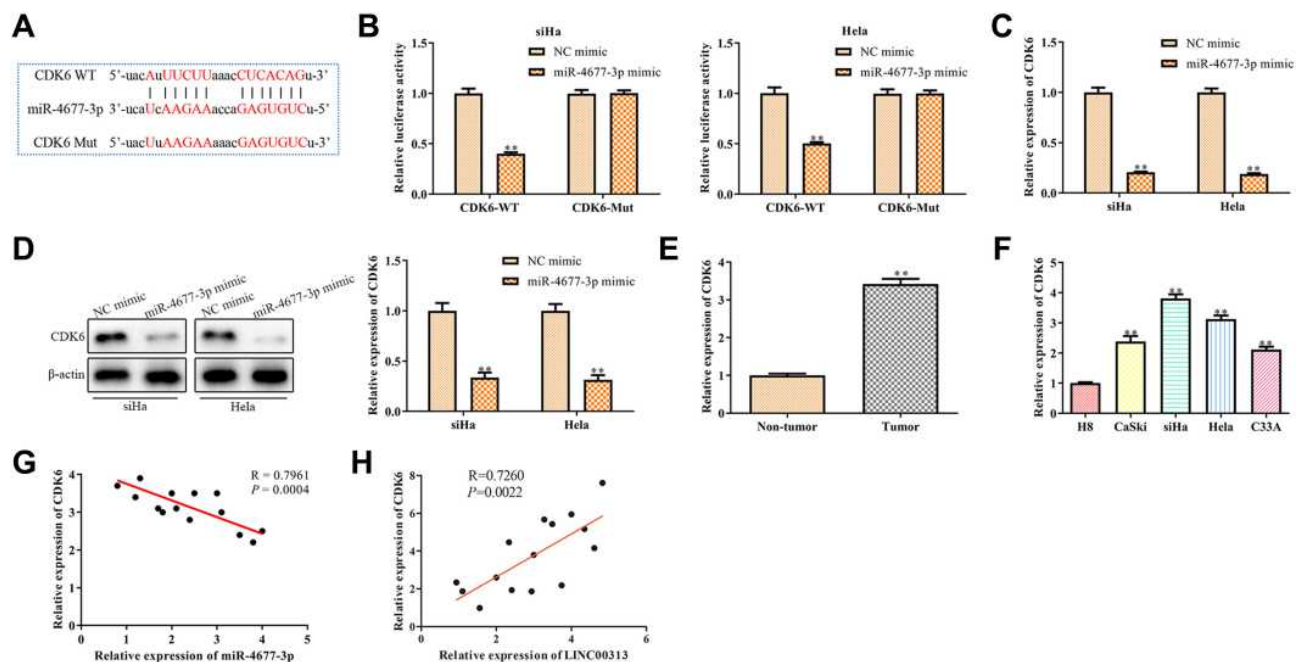 A
CDK6 WT 5'-uacAuUUCUUaaacCUCACAGu-3'
miR-4677-3p 3'-ucaUcAAGAAaccaGAGUGUCu-5'
CDK6 Mut 5'-uacUuAAGAAaaacGAGUGUCu-3'
B
siHa
NC mimic
miR-4677-3p mimic
Relative luciferase activity
1.5
1.0
0.5
0.0
**
CDK6-WT
CDK6-Mut
Hela
NC mimic
miR-4677-3p mimic
Relative luciferase activity
1.5
1.0
0.5
0.0
**
CDK6-WT
CDK6-Mut
C
NC mimic
miR-4677-3p mimic
Relative expression of CDK6
1.5
1.0
0.5
0.0
**
**
siHa
Hela
D
NC mimic
miR-4677-3p mimic
NC mimic
miR-4677-3p mimic
CDK6
β-actin
siHa
Hela
NC mimic
miR-4677-3p mimic
Relative expression of CDK6
1.5
1.0
0.5
0.0
**
**
siHa
Hela
E
Relative expression of CDK6
4
3
2
1
0
**
Non-tumor
Tumor
F
Relative expression of CDK6
5
4
3
2
1
0
**
**
**
**
H8
CaSki
siHa
Hela
C33A
G
R = 0.7961
P = 0.0004
Relative expression of CDK6
4
3
2
1
0
0
1
2
3
4
5
Relative expression of miR-4677-3p
H
R=0.7260
P=0.0022
Relative expression of CDK6
8
6
4
2
0
0
2
4
6
Relative expression of LINC00313